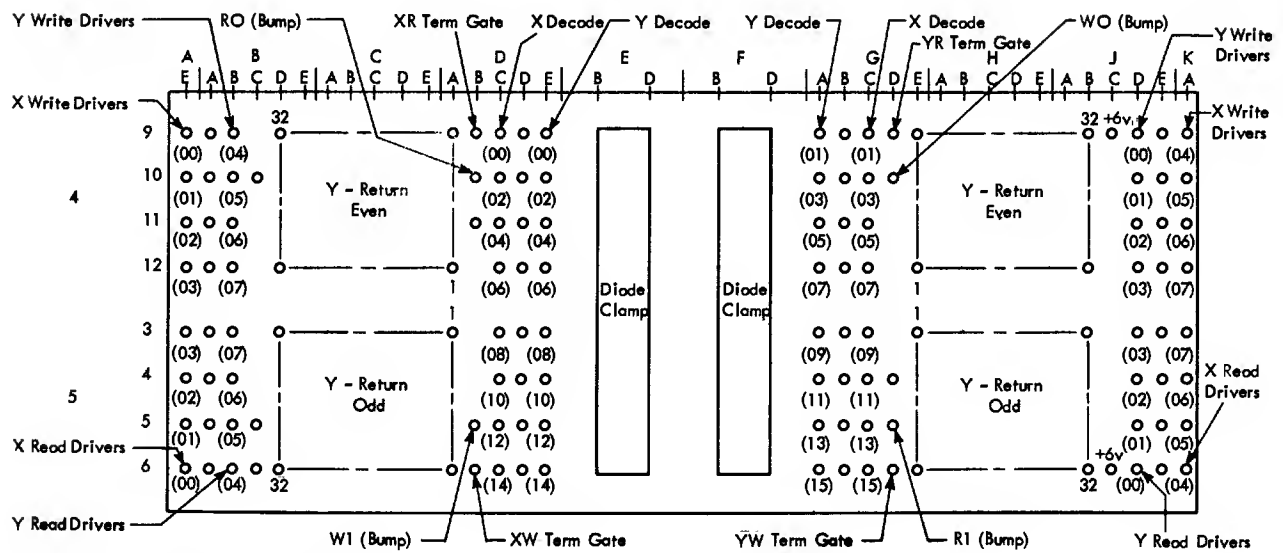 Y Write Drivers RO (Bump) XR Term Gate X Decode Y Decode Y Decode X Decode WO (Bump)
YR Term Gate Y Write
Drivers
A B C D E F G H J K
E A B C D E A B C D E A B C D E B D B D A B C D E A B C D E A B C D E A
X Write Drivers X Write
Drivers
9 32 32 +6v
(00) (04) (00) (00) (01) (01) (00) (04)
10
(01) (05) (02) (02) (03) (03) (01) (05)
4 Y - Return
Even Y - Return
Even
11
(02) (06) (04) (04) (05) (05) (02) (06)
12
(03) (07) (06) (06) (07) (07) (03) (07)
Diode
Clamp Diode
Clamp
3
(03) (07) (08) (08) (09) (09) (03) (07)
4
(02) (06) (10) (10) (11) (11) (02) (06)
5 Y - Return
Odd Y - Return
Odd
X Read
Drivers
5
(01) (05) (12) (12) (13) (13) (01) (05)
X Read Drivers
6 +6v
(00) (04) 32 (14) (14) (15) (15) 32 (00) (04)
Y Read Drivers W1 (Bump) XW Term Gate YW Term Gate R1 (Bump) Y Read Drivers